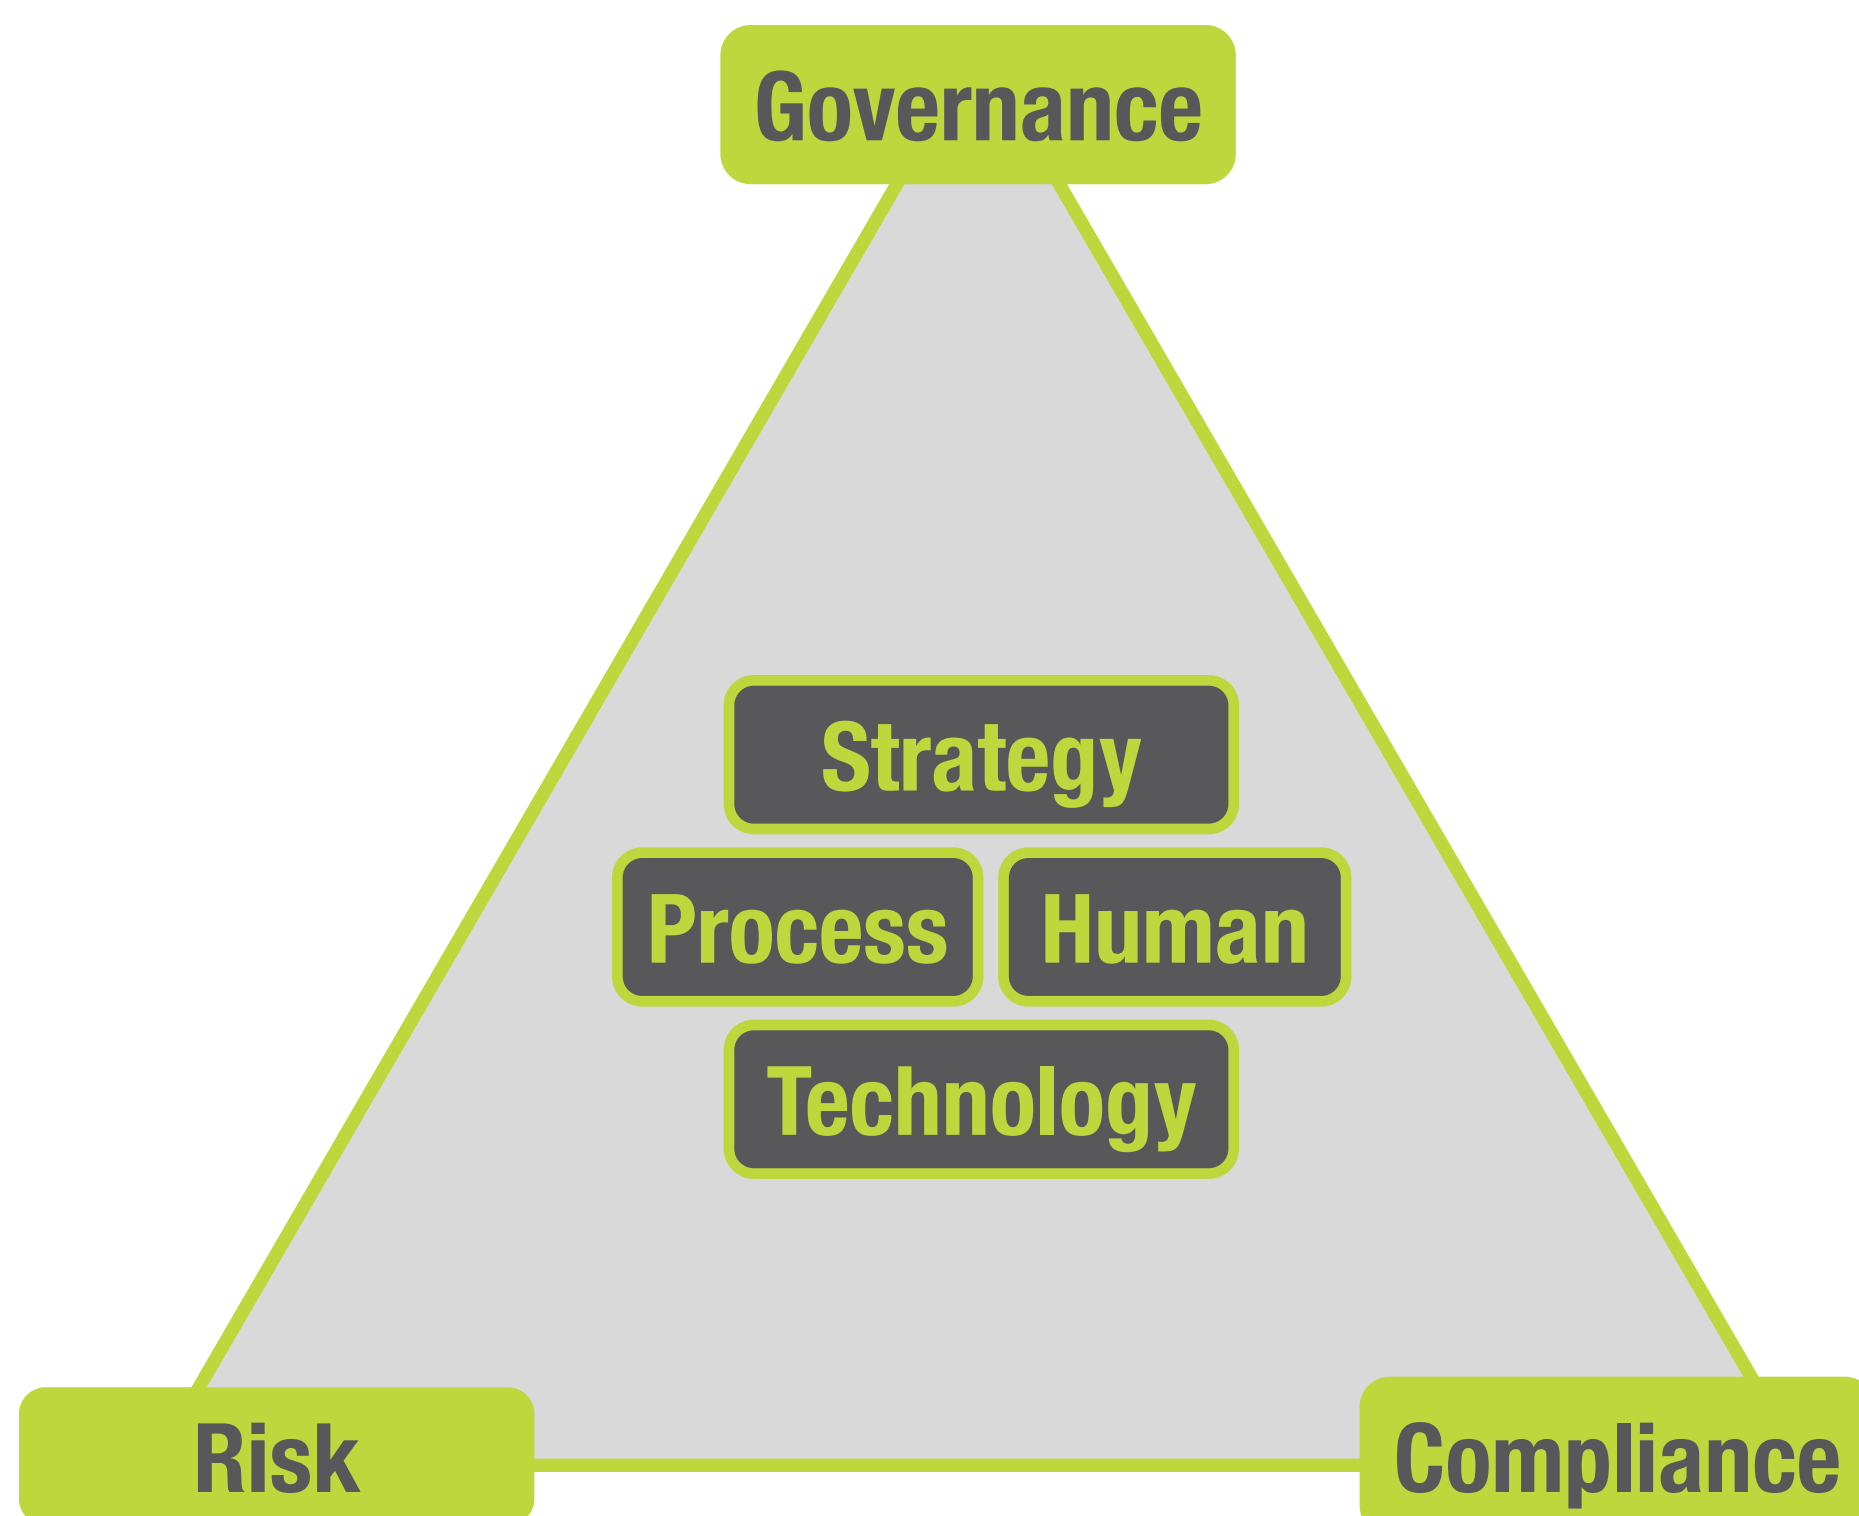 Governance
Strategy
Process Human
Technology
Risk Compliance